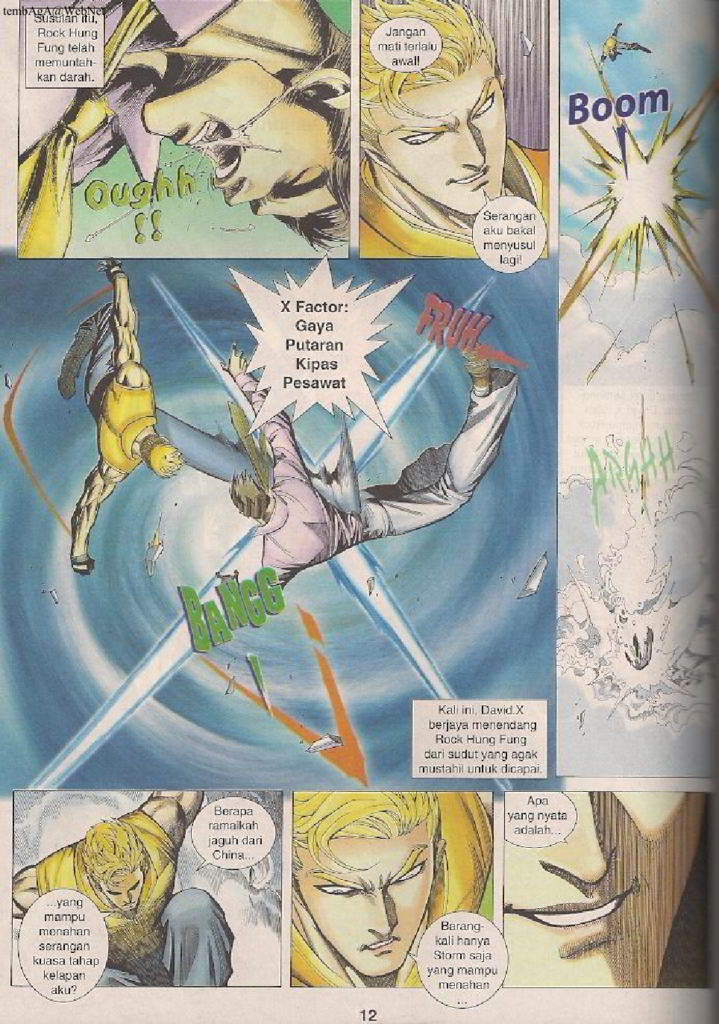 tembAgA@WebNe
Susulan itu,
Rock Hung
Fung telah
memuntah-
kan darah.
Oughh
!!
Jangan
mati terlalu
awal!
Serangan
aku bakal
menyusul
lagi!
Boom
ARGHH
X Factor:
Gaya
Putaran
Kipas
Pesawat
FRUH
BANGG
!
Kali ini, David.X
berjaya menendang
Rock Hung Fung
dari sudut yang agak
mustahil untuk dicapai.
Berapa
ramaikah
jaguh dari
China...
...yang
mampu
menahan
serangan
kuasa tahap
kelapan
aku?
Barang-
kali hanya
Storm saja
yang mampu
menahan
...
Apa
yang nyata
adalah...
12